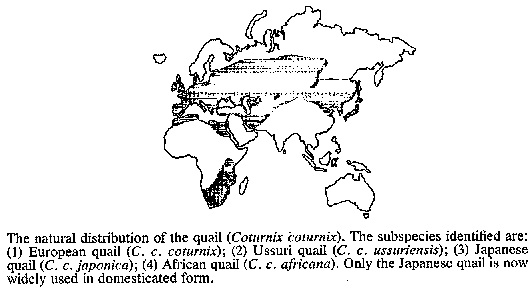 The natural distribution of the quail (Coturnix coturnix). The subspecies identified are:
(1) European quail (C. c. coturnix); (2) Ussuri quail (C. c. ussuriensis); (3) Japanese
quail (C. c. japonica); (4) African quail (C. c. africana). Only the Japanese quail is now
widely used in domesticated form.